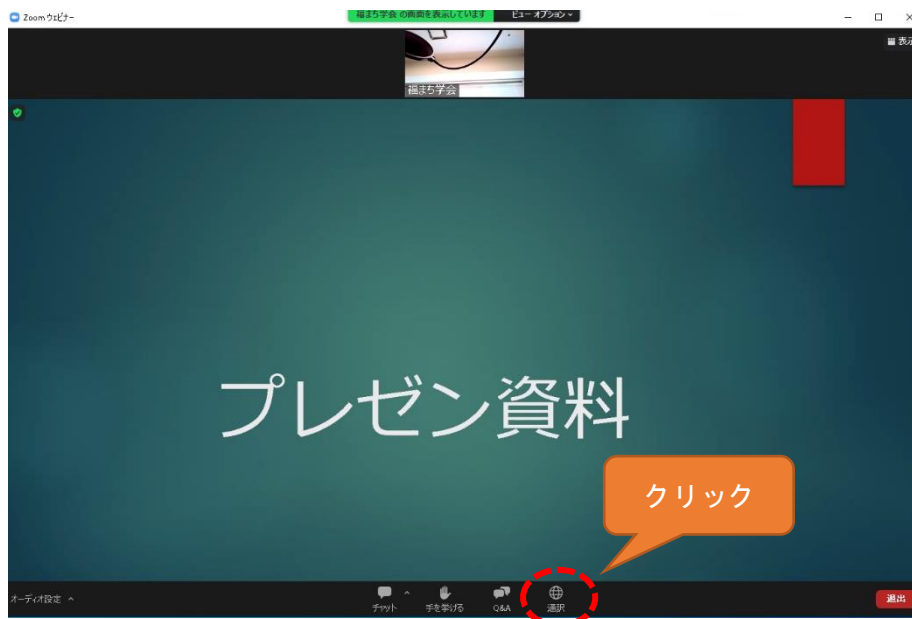 Zoom ウェビナー
福まち学会 の画面を表示しています
ビュー オプション
表示
福まち学会
プレゼン資料
クリック
オーディオ設定
チャット
手を挙げる
Q&A
通訳
退出